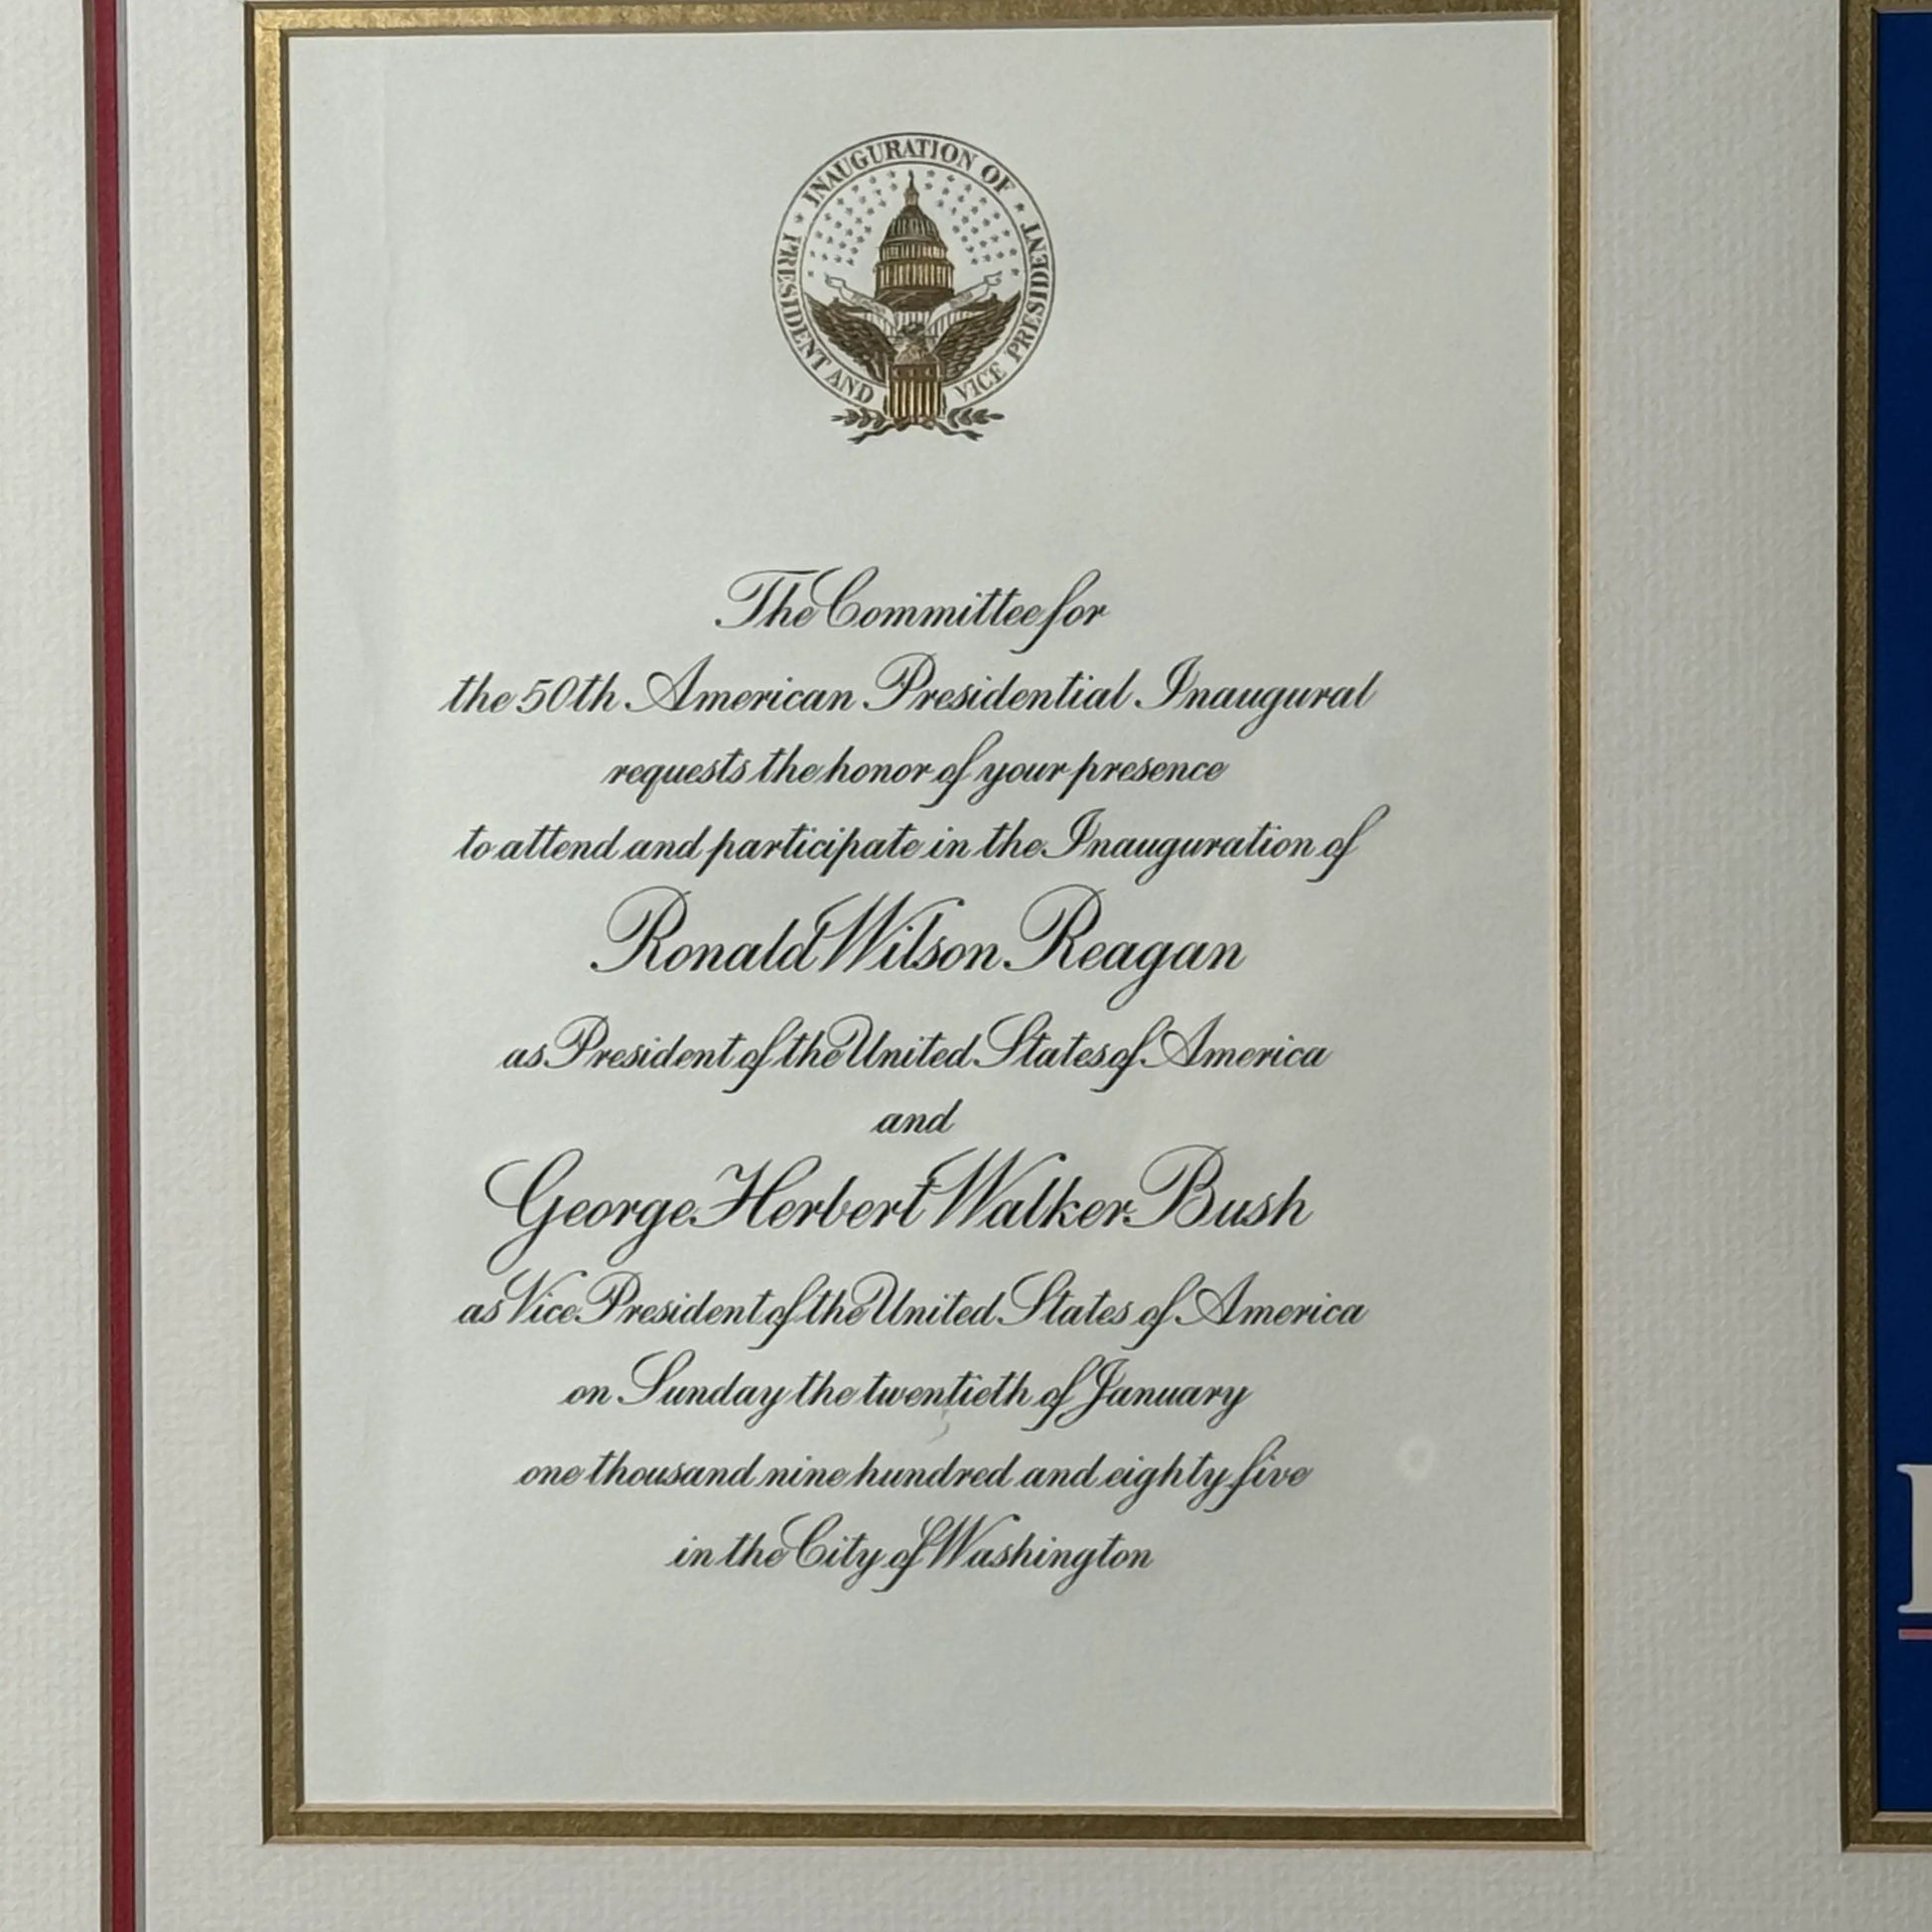 INAUGURATION OF
PRESIDENT AND VICE PRESIDENT
The Committee for
the 50th American Presidential Inaugural
requests the honor of your presence
to attend and participate in the Inauguration of
Ronald Wilson Reagan
as President of the United States of America
and
George Herbert Walker Bush
as Vice President of the United States of America
on Sunday the twentieth of January
one thousand nine hundred and eighty five
in the City of Washington